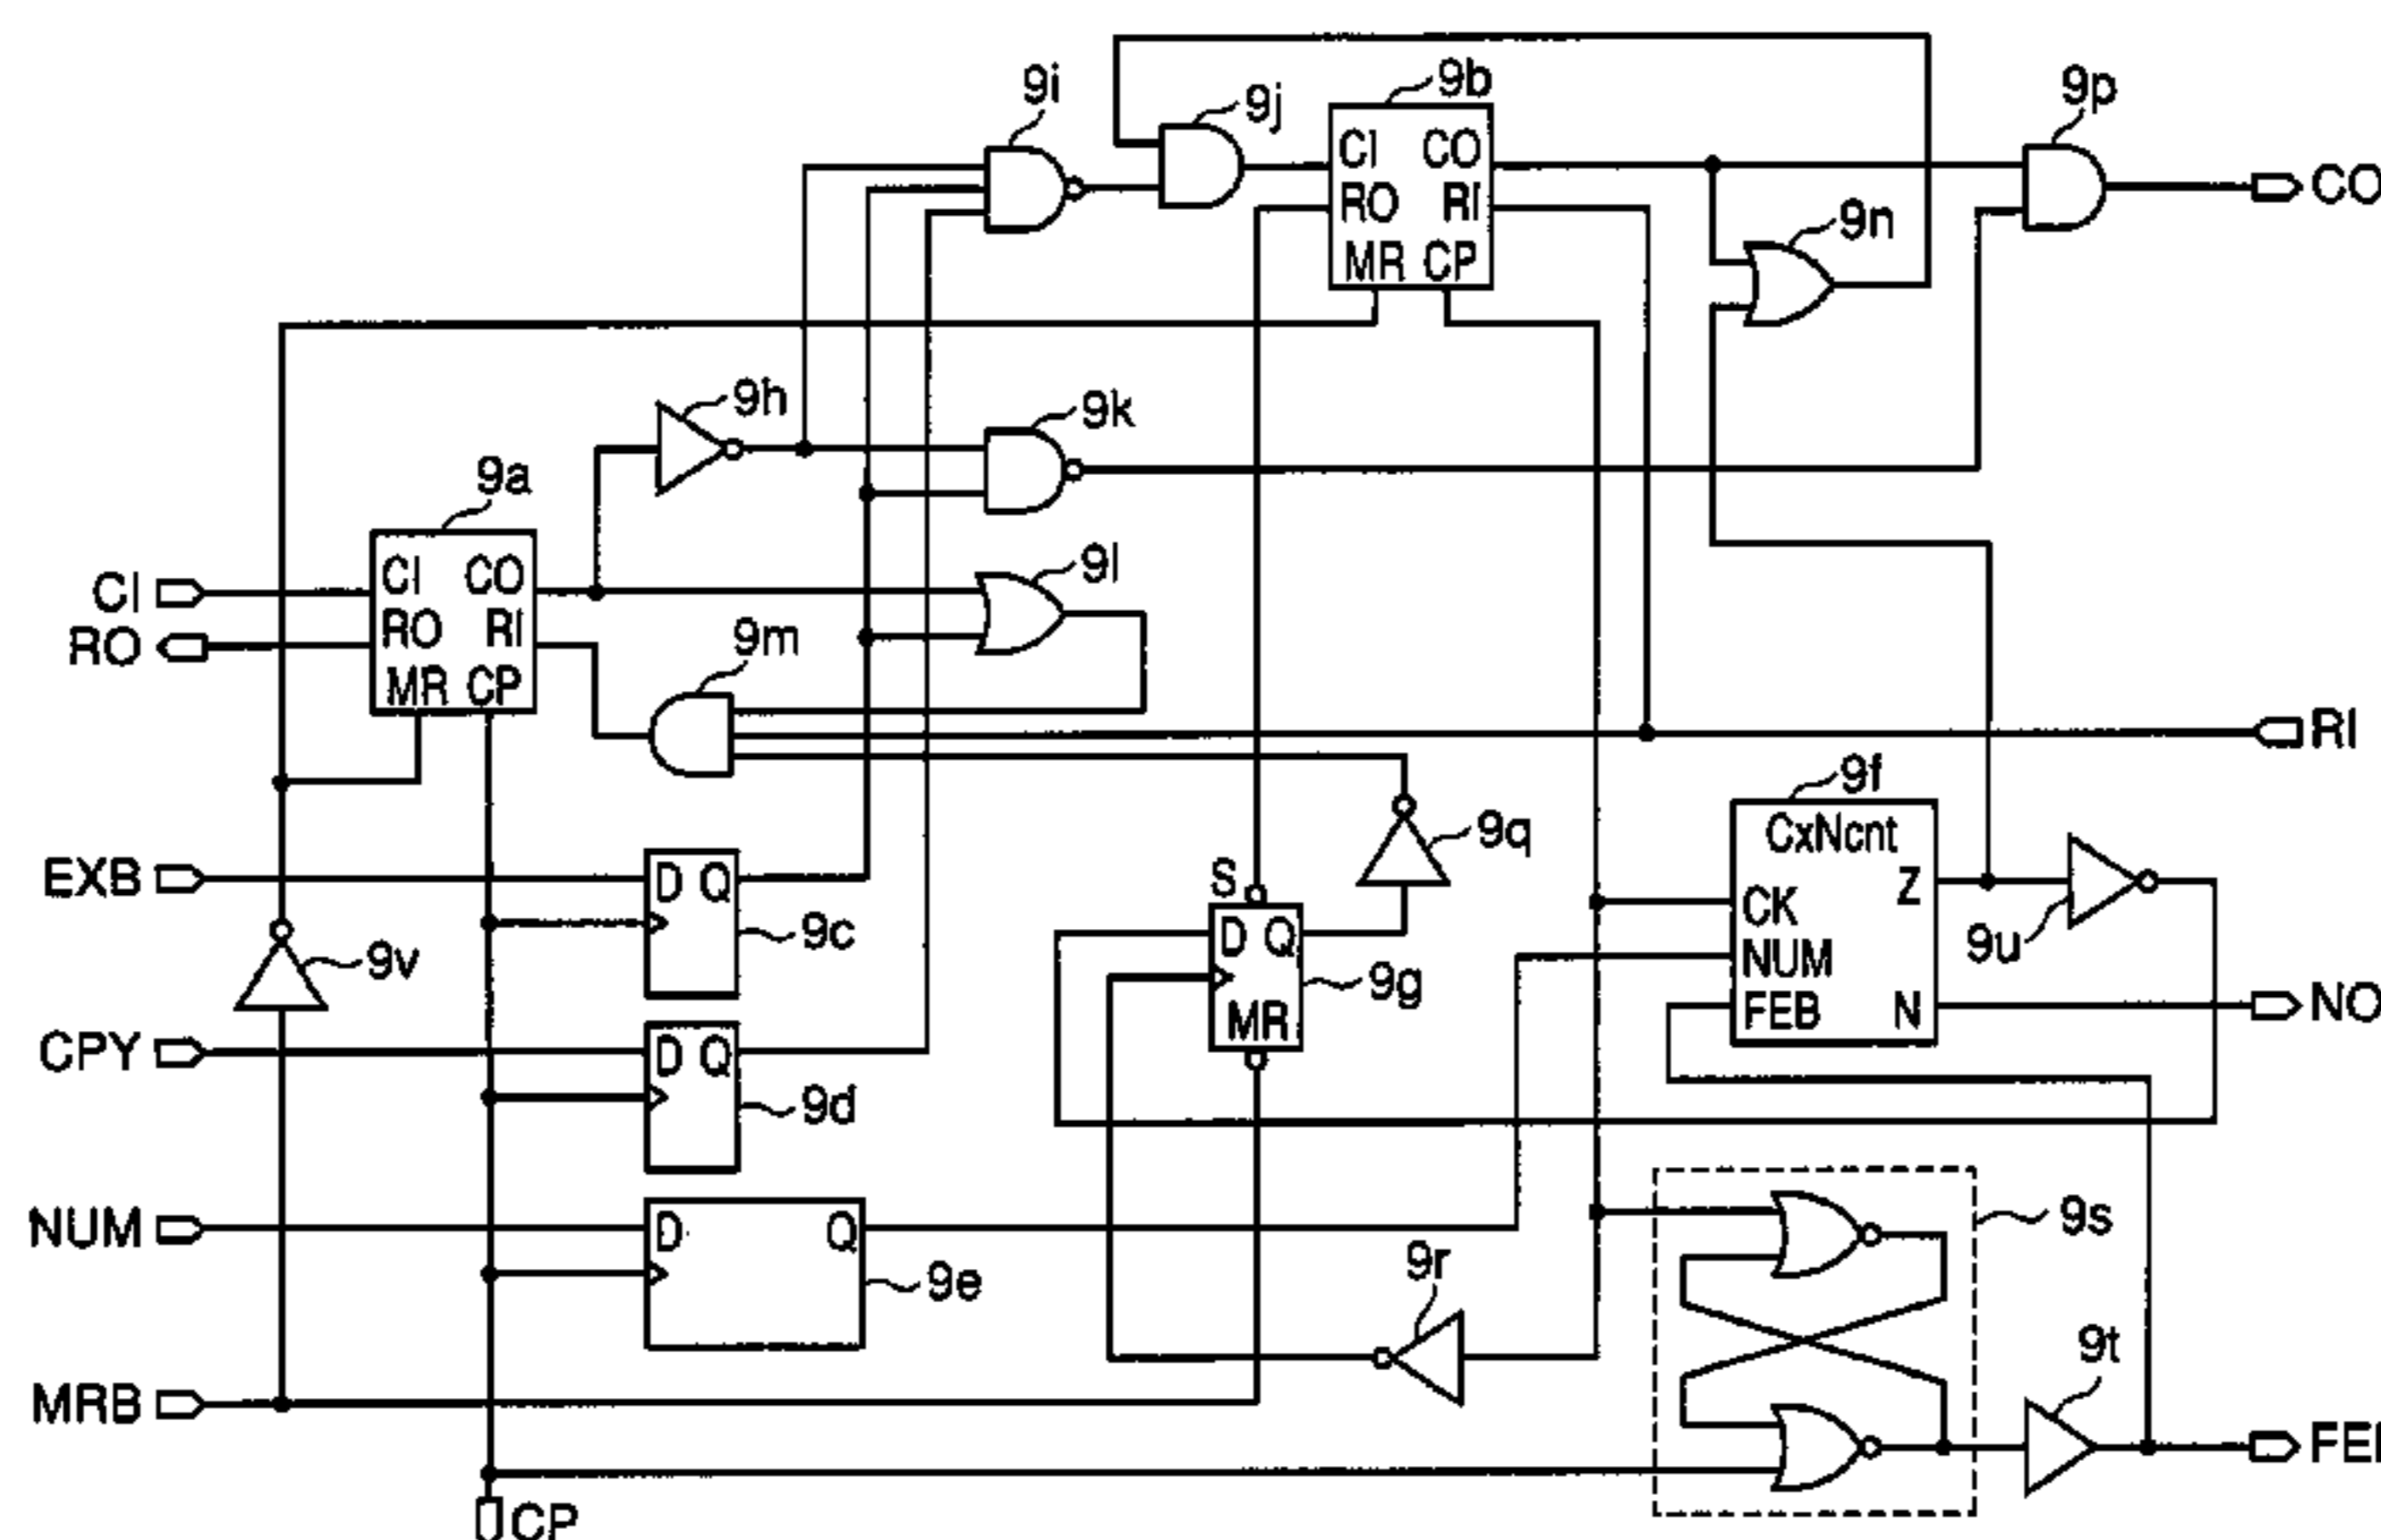 9i
9j
9b
9p
CI CO
RO RI
MR CP
CO
9n
9h
9k
9a
CI CO
RO RI
MR CP
CI
RO
9l
9m
RI
9f
CxNcnt
CK Z
NUM
FEB N
9q
9u
EXB
D Q
9c
9v
S
D Q
MR
9g
NO
CPY
D Q
9d
NUM
D Q
9e
9r
9s
9t
MRB
CP